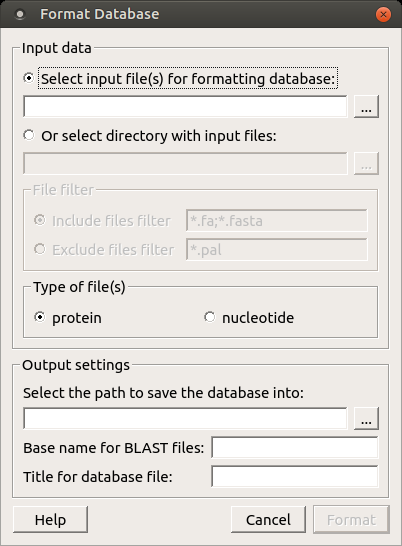 Format Database
Input data
Select input file(s) for formatting database:
...
Or select directory with input files:
...
File filter
Include files filter *.fa;*.fasta
Exclude files filter *.pal
Type of file(s)
protein nucleotide
Output settings
Select the path to save the database into:
...
Base name for BLAST files:
Title for database file:
Help Cancel Format